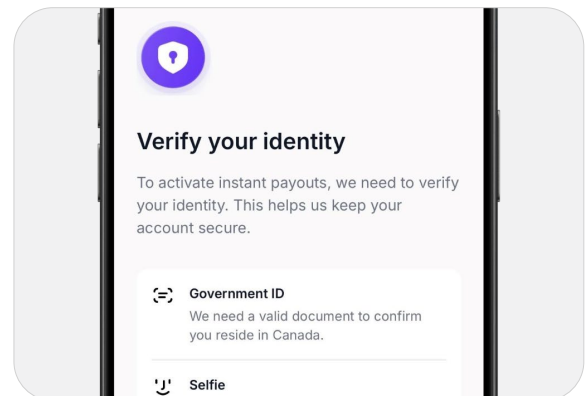 Verify your identity
To activate instant payouts, we need to verify
your identity. This helps us keep your
account secure.
Government ID
We need a valid document to confirm
you reside in Canada.
Selfie